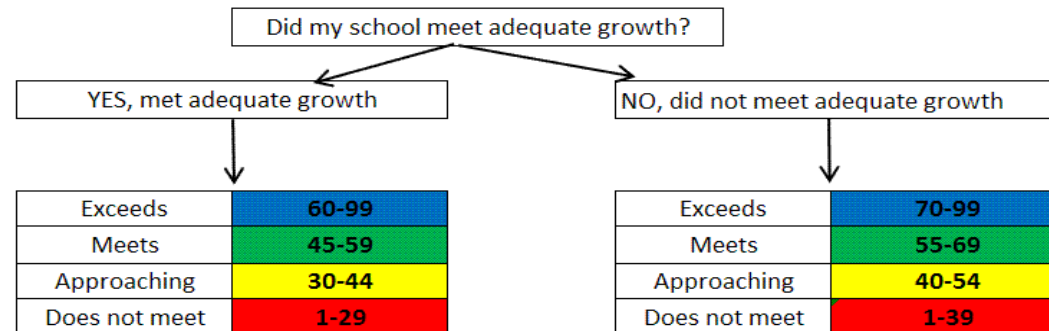 Did my school meet adequate growth?
YES, met adequate growth
NO, did not meet adequate growth
Exceeds 60-99
Meets 45-59
Approaching 30-44
Does not meet 1-29
Exceeds 70-99
Meets 55-69
Approaching 40-54
Does not meet 1-39